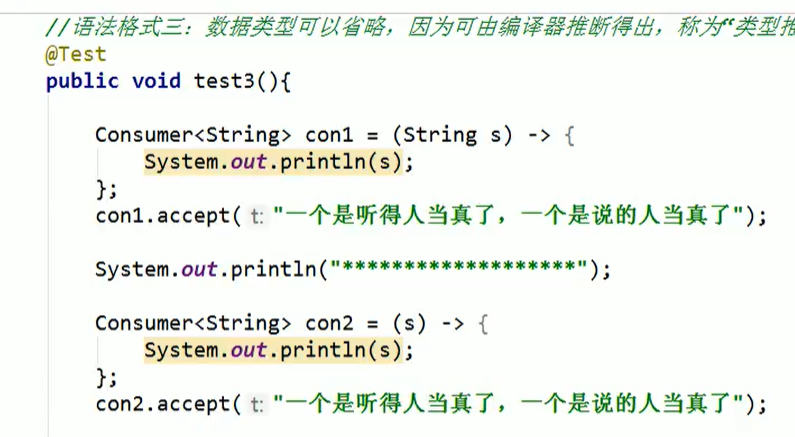 //语法格式三：数据类型可以省略，因为可由编译器推断得出，称为“类型推
@Test
public void test3(){
Consumer<String> con1 = (String s) -> {
System.out.println(s);
};
con1.accept( t: "一个是听得人当真了，一个是说的人当真了");
System.out.println("*******************");
Consumer<String> con2 = (s) -> {
System.out.println(s);
};
con2.accept( t: "一个是听得人当真了，一个是说的人当真了");